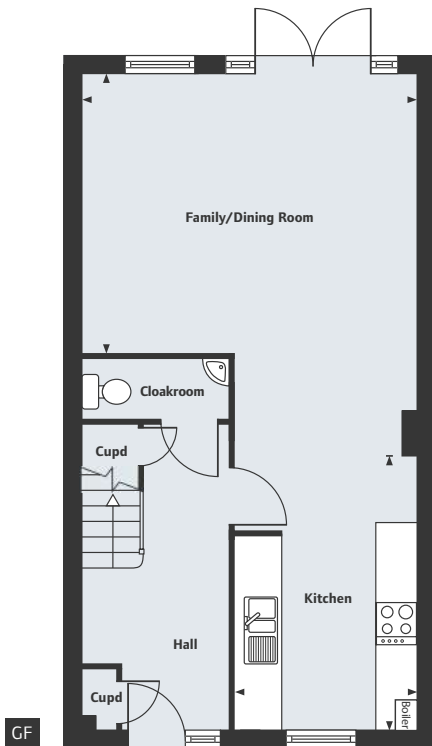 Family/Dining Room
Cloakroom
Cupd
Kitchen
Hall
Cupd
Boiler
GF